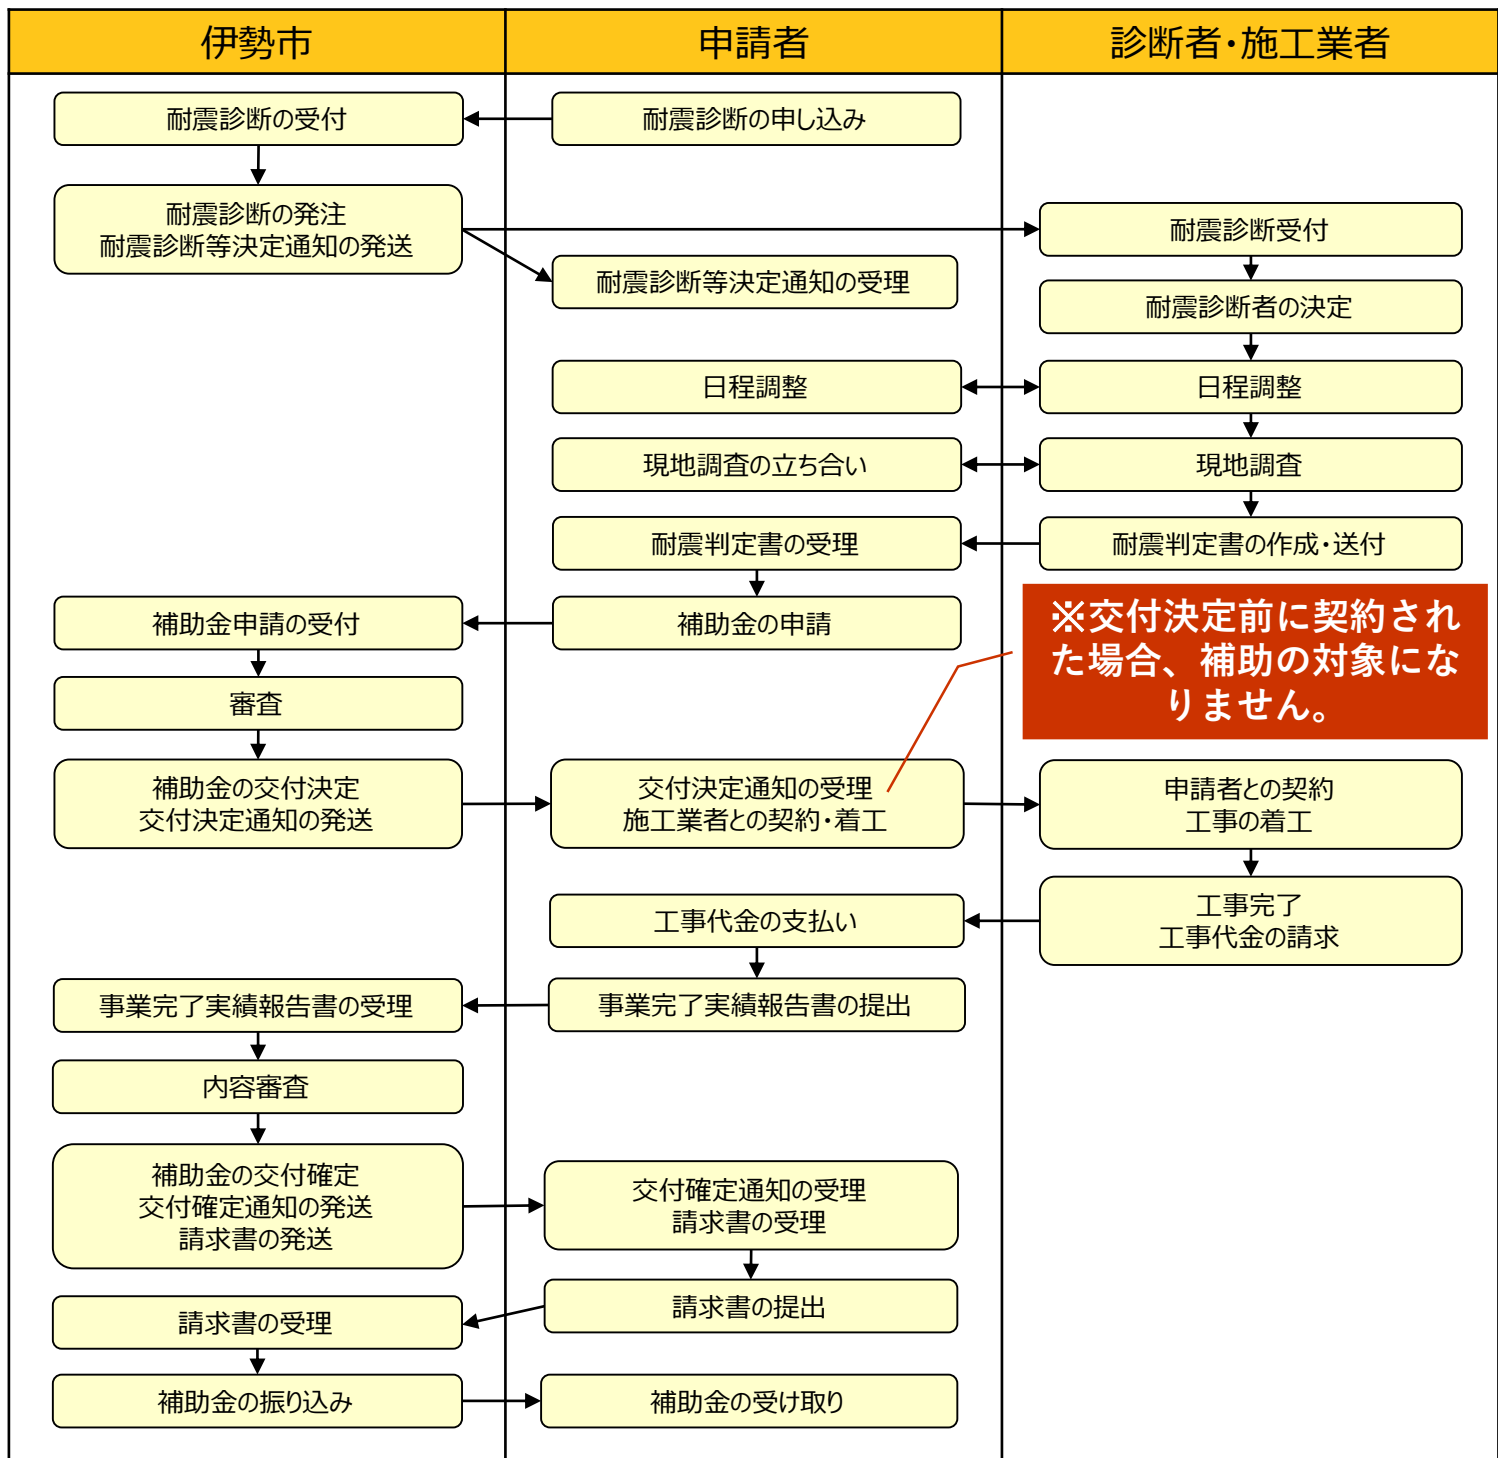 伊勢市
申請者
診断者・施工業者
耐震診断の受付
耐震診断の申し込み
耐震診断の発注
耐震診断等決定通知の発送
耐震診断受付
耐震診断等決定通知の受理
耐震診断者の決定
日程調整
日程調整
現地調査の立ち合い
現地調査
耐震判定書の受理
耐震判定書の作成・送付
補助金申請の受付
補助金の申請
※交付決定前に契約され
た場合、補助の対象にな
りません。
審査
補助金の交付決定
交付決定通知の発送
交付決定通知の受理
施工業者との契約・着工
申請者との契約
工事の着工
工事代金の支払い
工事完了
工事代金の請求
事業完了実績報告書の受理
事業完了実績報告書の提出
内容審査
補助金の交付確定
交付確定通知の発送
請求書の発送
交付確定通知の受理
請求書の受理
請求書の受理
請求書の提出
補助金の振り込み
補助金の受け取り